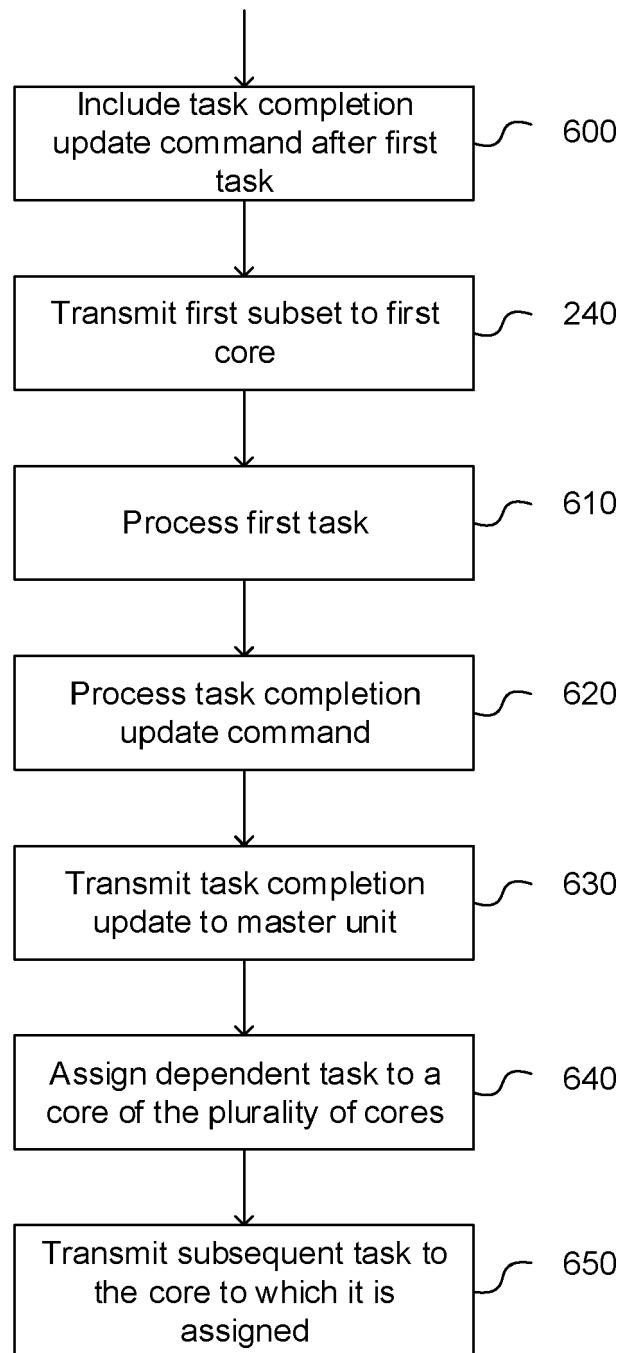 Include task completion
update command after first
task
600
Transmit first subset to first
core
240
Process first task
610
Process task completion
update command
620
Transmit task completion
update to master unit
630
Assign dependent task to a
core of the plurality of cores
640
Transmit subsequent task to
the core to which it is
assigned
650